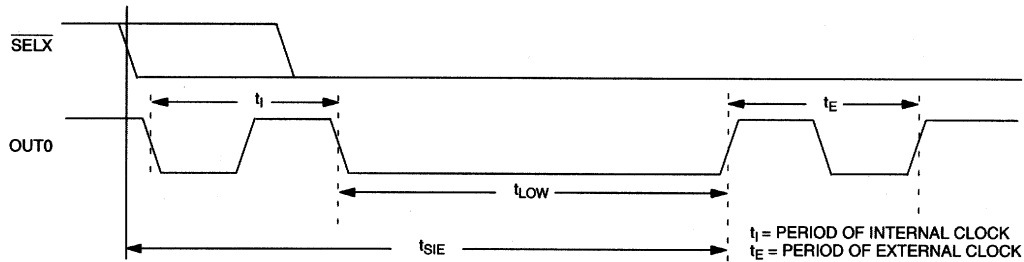 SELX
tI
tE
OUT0
tLOW
tSIE
tI = PERIOD OF INTERNAL CLOCK
tE = PERIOD OF EXTERNAL CLOCK